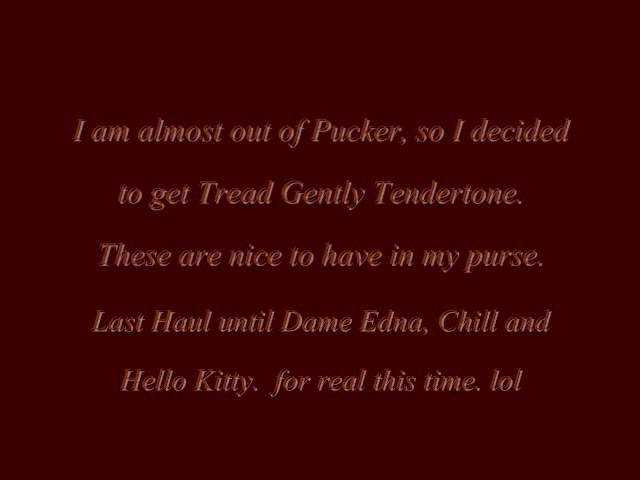 I am almost out of Pucker, so I decided
to get Tread Gently Tendertone.
These are nice to have in my purse.
Last Haul until Dame Edna, Chill and
Hello Kitty.  for real this time. lol